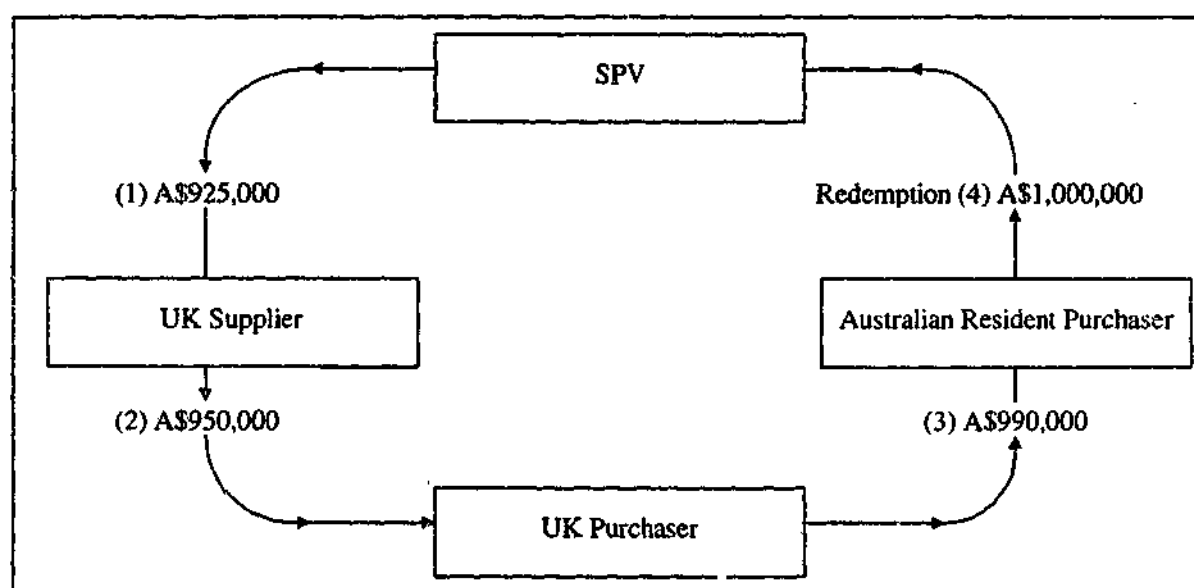 SPV
(1) A$925,000
Redemption (4) A$1,000,000
UK Supplier
Australian Resident Purchaser
(2) A$950,000
(3) A$990,000
UK Purchaser